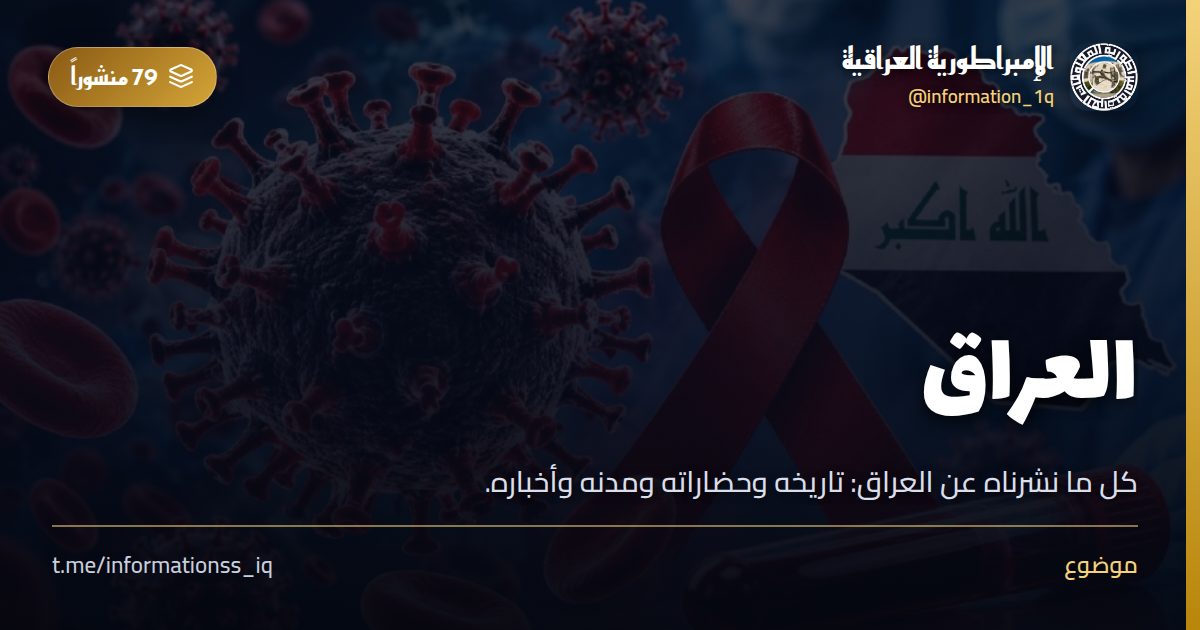 الإمبراطورية العراقية
@information_1q
79 منشوراً
الله اكبر
العراق
كل ما نشرناه عن العراق: تاريخه وحضاراته ومدنه وأخباره.
موضوع
t.me/informationss_iq